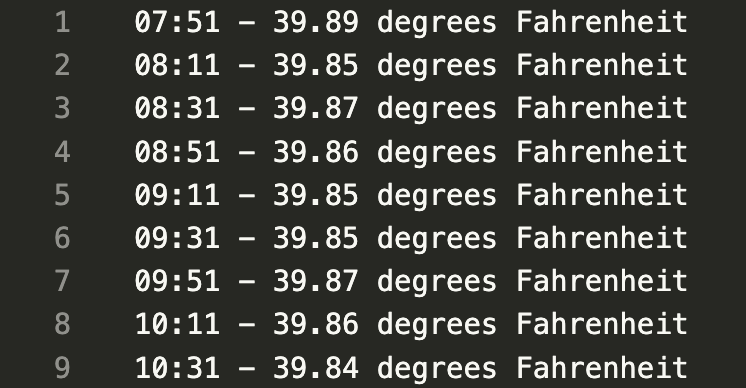 1 07:51 – 39.89 degrees Fahrenheit
2 08:11 – 39.85 degrees Fahrenheit
3 08:31 – 39.87 degrees Fahrenheit
4 08:51 – 39.86 degrees Fahrenheit
5 09:11 – 39.85 degrees Fahrenheit
6 09:31 – 39.85 degrees Fahrenheit
7 09:51 – 39.87 degrees Fahrenheit
8 10:11 – 39.86 degrees Fahrenheit
9 10:31 – 39.84 degrees Fahrenheit